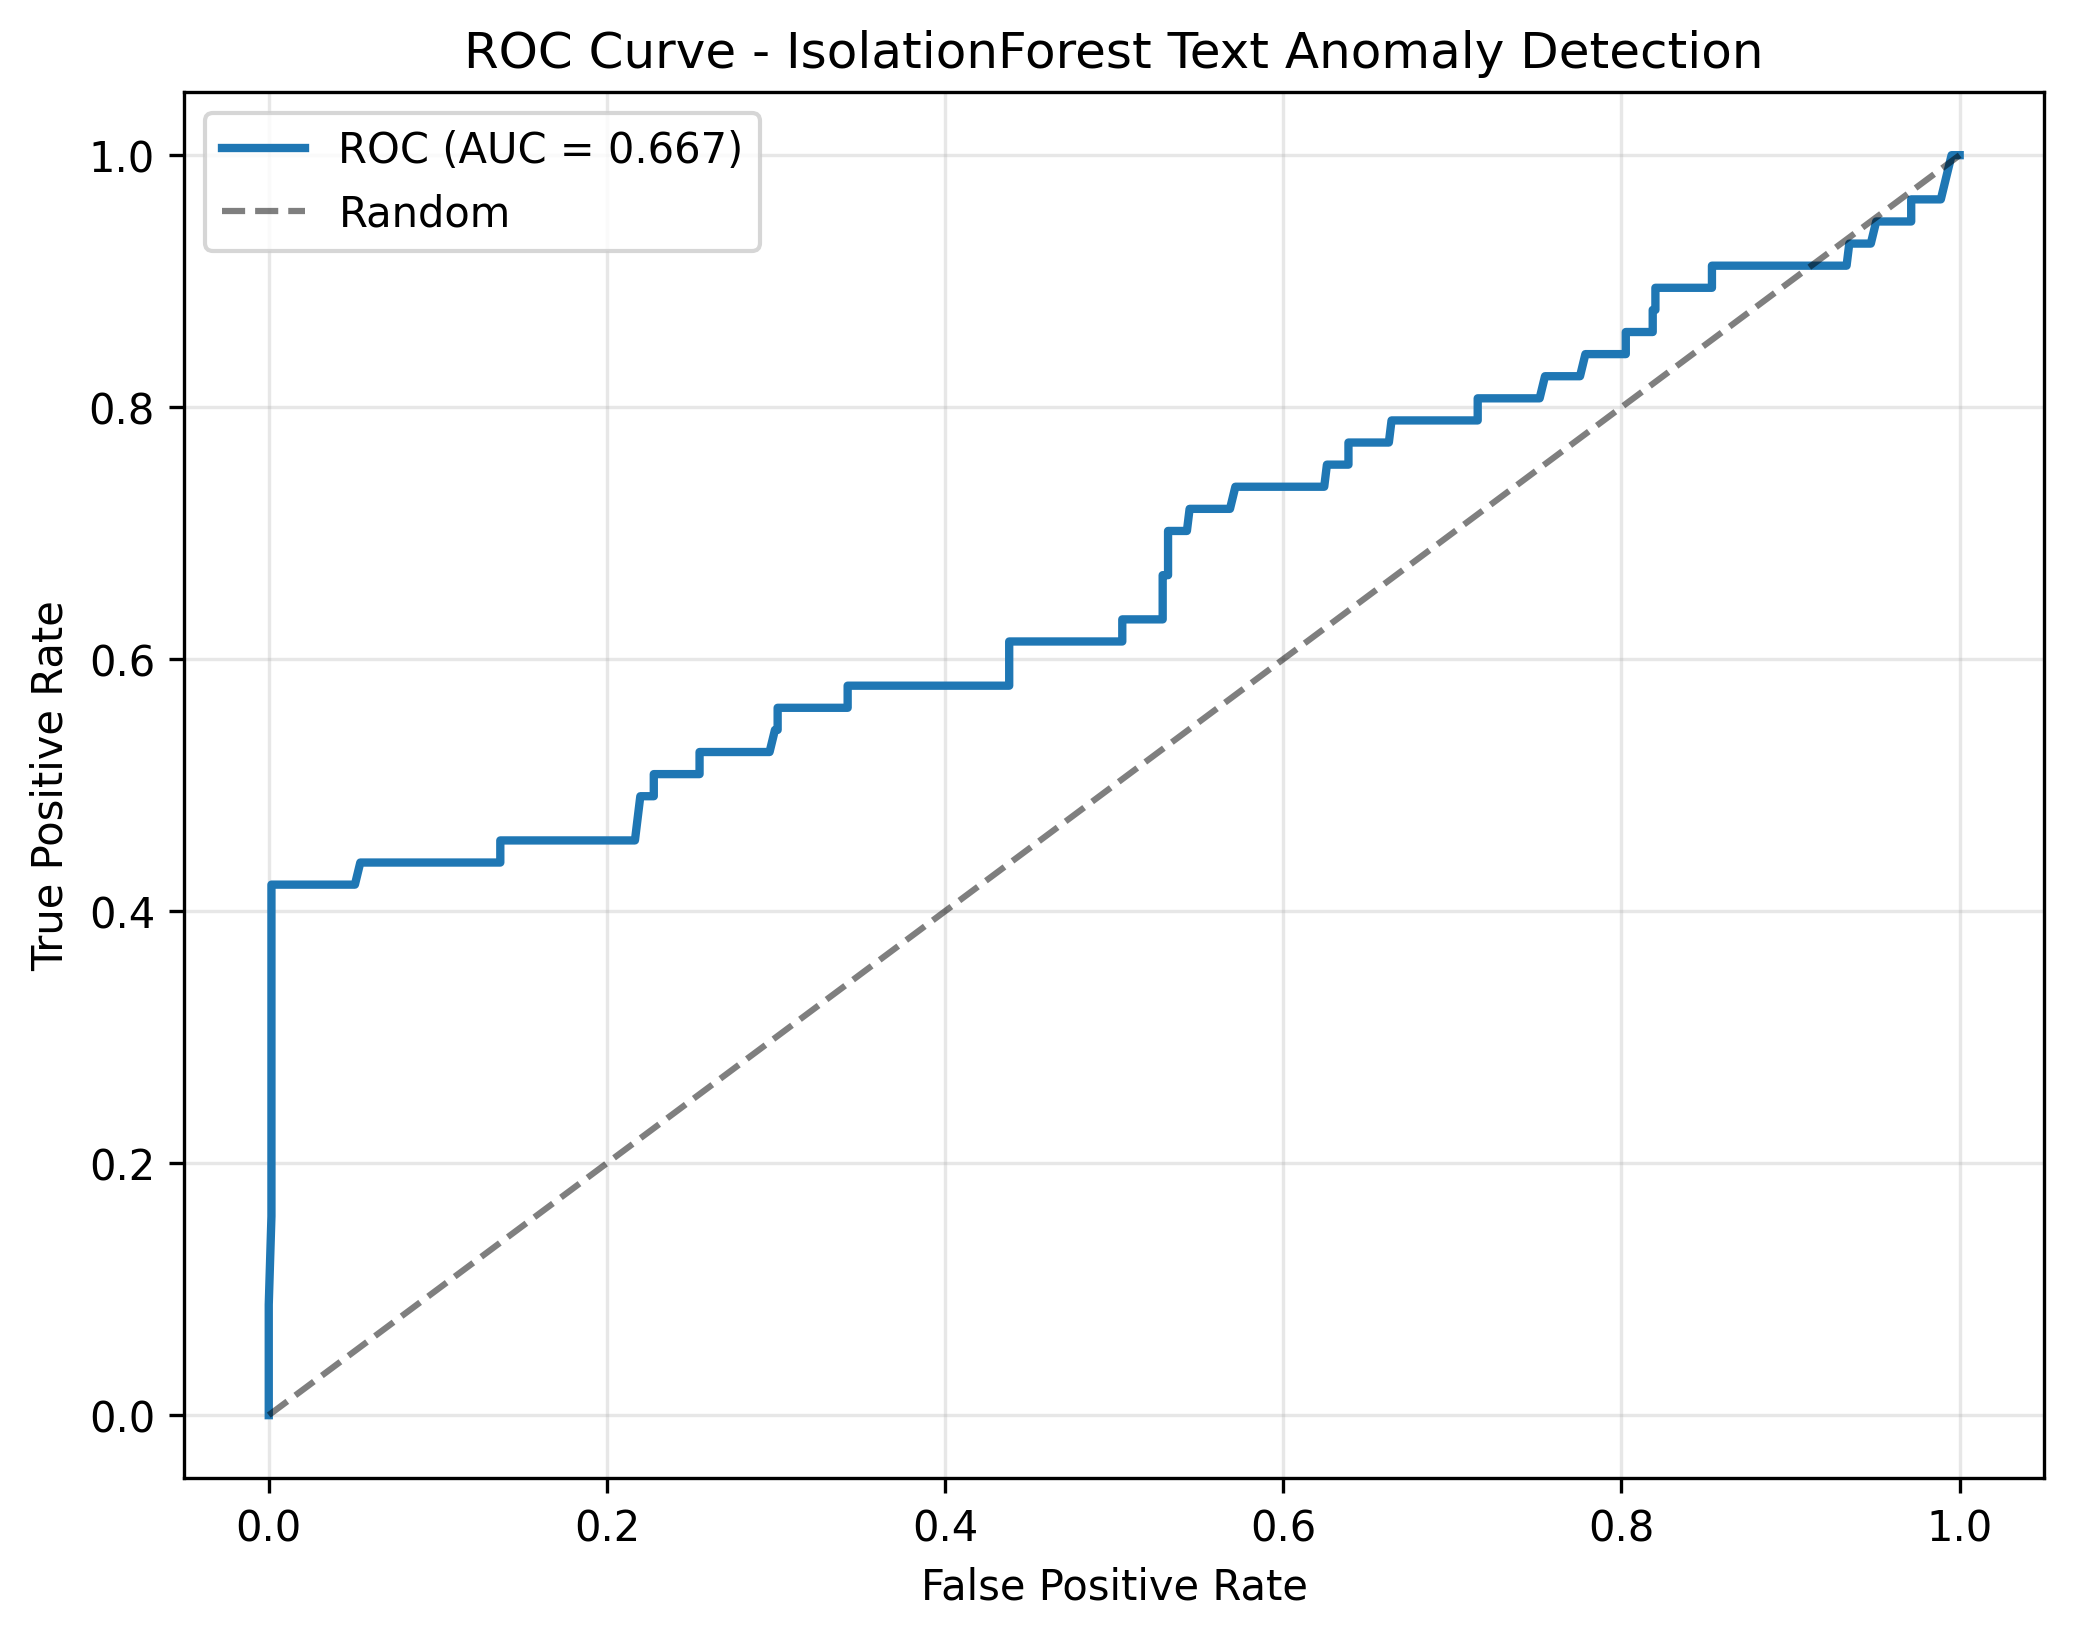 ROC Curve - IsolationForest Text Anomaly Detection
ROC (AUC = 0.667)
Random
1.0
0.8
0.6
0.4
0.2
0.0
True Positive Rate
0.0 0.2 0.4 0.6 0.8 1.0
False Positive Rate